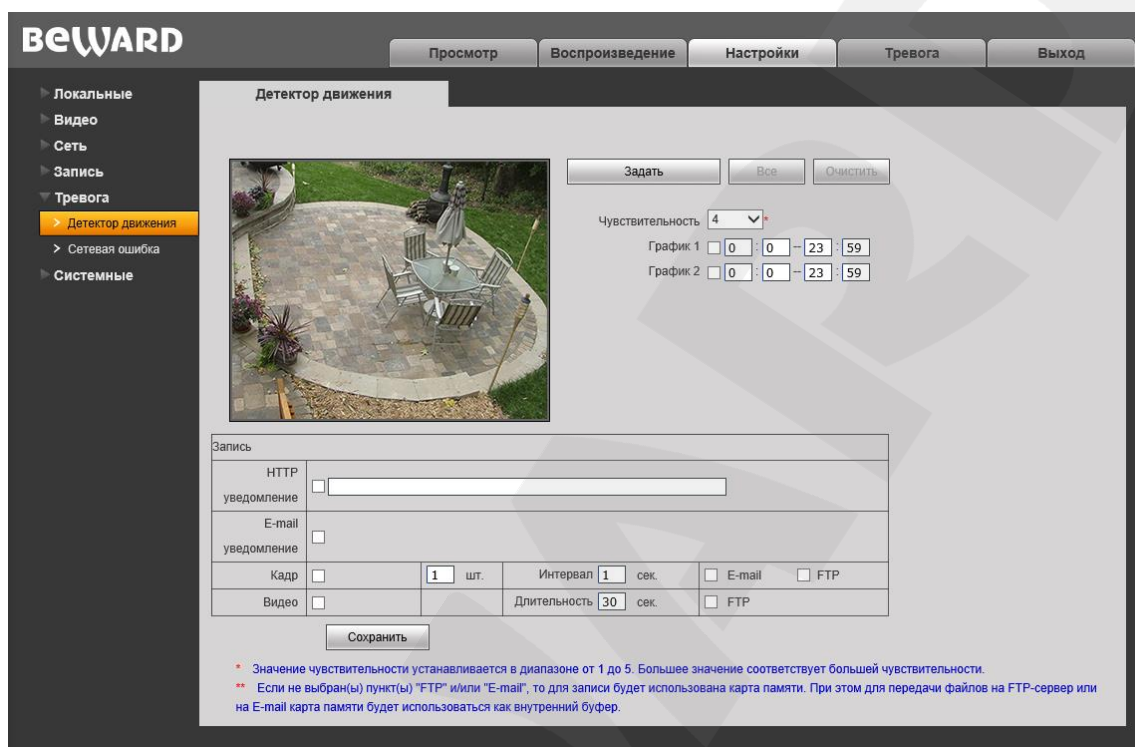 BEWARD
Просмотр Воспроизведение Настройки Тревога Выход
Локальные
Видео
Сеть
Запись
Тревога
> Детектор движения
> Сетевая ошибка
Системные
Детектор движения
Задать Все Очистить
Чувствительность 4 *
График 1 0 : 0 -- 23 : 59
График 2 0 : 0 -- 23 : 59
Запись
HTTP
уведомление
E-mail
уведомление
Кадр 1 шт. Интервал 1 сек. E-mail FTP
Видео Длительность 30 сек. FTP
Сохранить
* Значение чувствительности устанавливается в диапазоне от 1 до 5. Большее значение соответствует большей чувствительности.
** Если не выбран(ы) пункт(ы) "FTP" и/или "E-mail", то для записи будет использована карта памяти. При этом для передачи файлов на FTP-сервер или
на E-mail карта памяти будет использоваться как внутренний буфер.